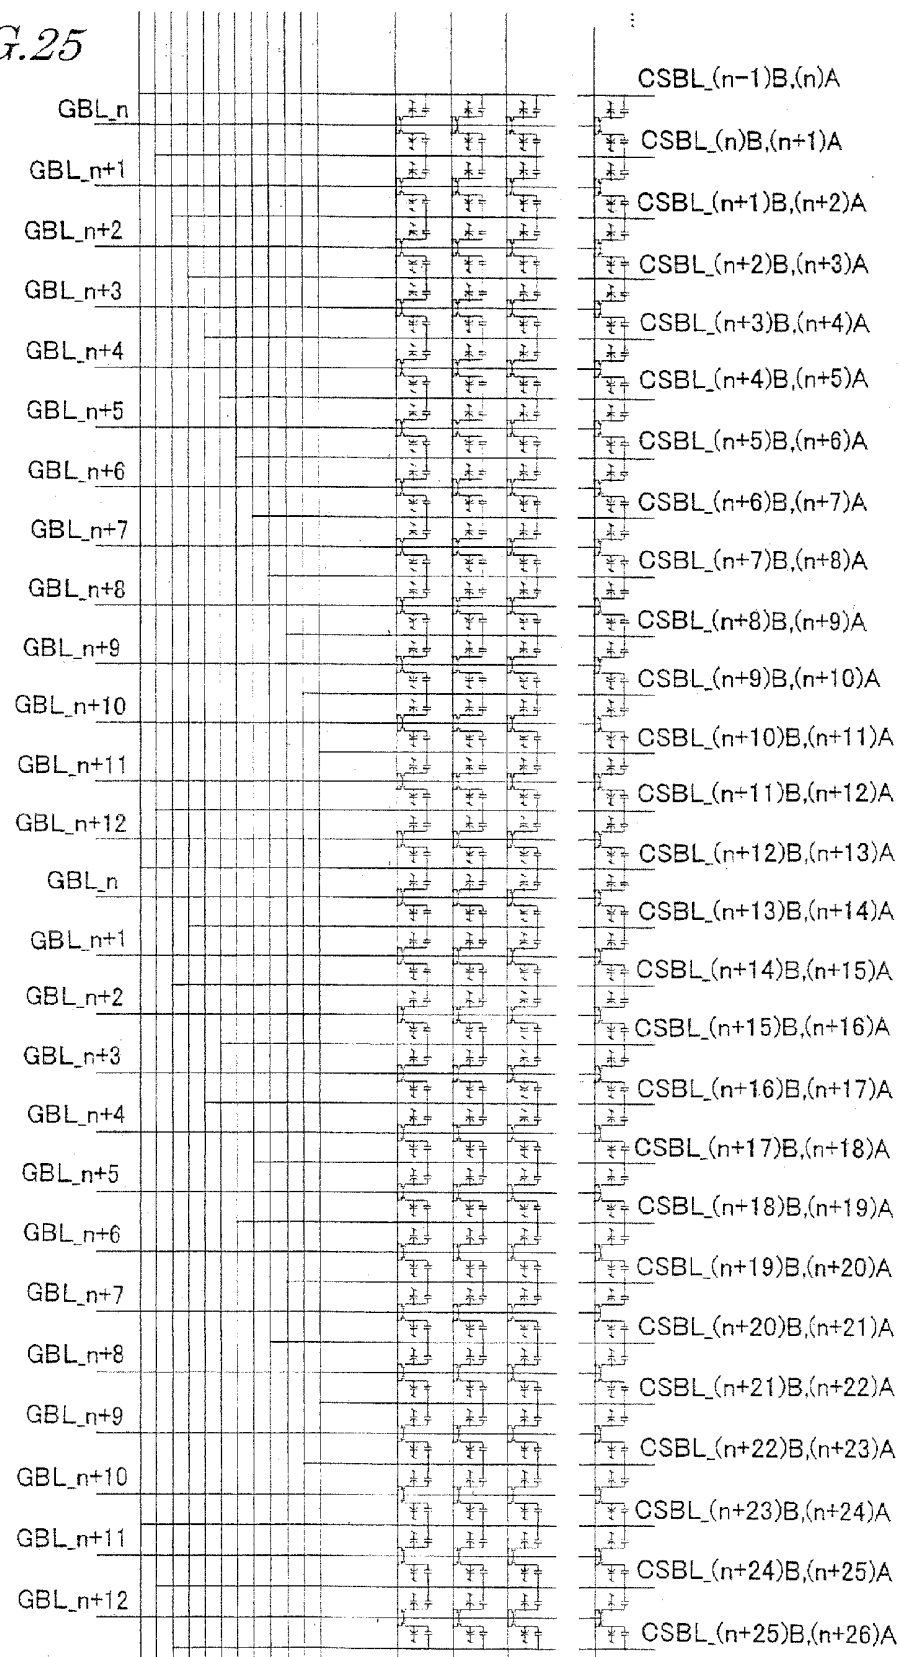 G.25
CSBL_(n-1)B,(n)A
GBL_n
CSBL_(n)B,(n+1)A
GBL_n+1
CSBL_(n+1)B,(n+2)A
GBL_n+2
CSBL_(n+2)B,(n+3)A
GBL_n+3
CSBL_(n+3)B,(n+4)A
GBL_n+4
CSBL_(n+4)B,(n+5)A
GBL_n+5
CSBL_(n+5)B,(n+6)A
GBL_n+6
CSBL_(n+6)B,(n+7)A
GBL_n+7
CSBL_(n+7)B,(n+8)A
GBL_n+8
CSBL_(n+8)B,(n+9)A
GBL_n+9
CSBL_(n+9)B,(n+10)A
GBL_n+10
CSBL_(n+10)B,(n+11)A
GBL_n+11
CSBL_(n+11)B,(n+12)A
GBL_n+12
CSBL_(n+12)B,(n+13)A
GBL_n
CSBL_(n+13)B,(n+14)A
GBL_n+1
CSBL_(n+14)B,(n+15)A
GBL_n+2
CSBL_(n+15)B,(n+16)A
GBL_n+3
CSBL_(n+16)B,(n+17)A
GBL_n+4
CSBL_(n+17)B,(n+18)A
GBL_n+5
CSBL_(n+18)B,(n+19)A
GBL_n+6
CSBL_(n+19)B,(n+20)A
GBL_n+7
CSBL_(n+20)B,(n+21)A
GBL_n+8
CSBL_(n+21)B,(n+22)A
GBL_n+9
CSBL_(n+22)B,(n+23)A
GBL_n+10
CSBL_(n+23)B,(n+24)A
GBL_n+11
CSBL_(n+24)B,(n+25)A
GBL_n+12
CSBL_(n+25)B,(n+26)A